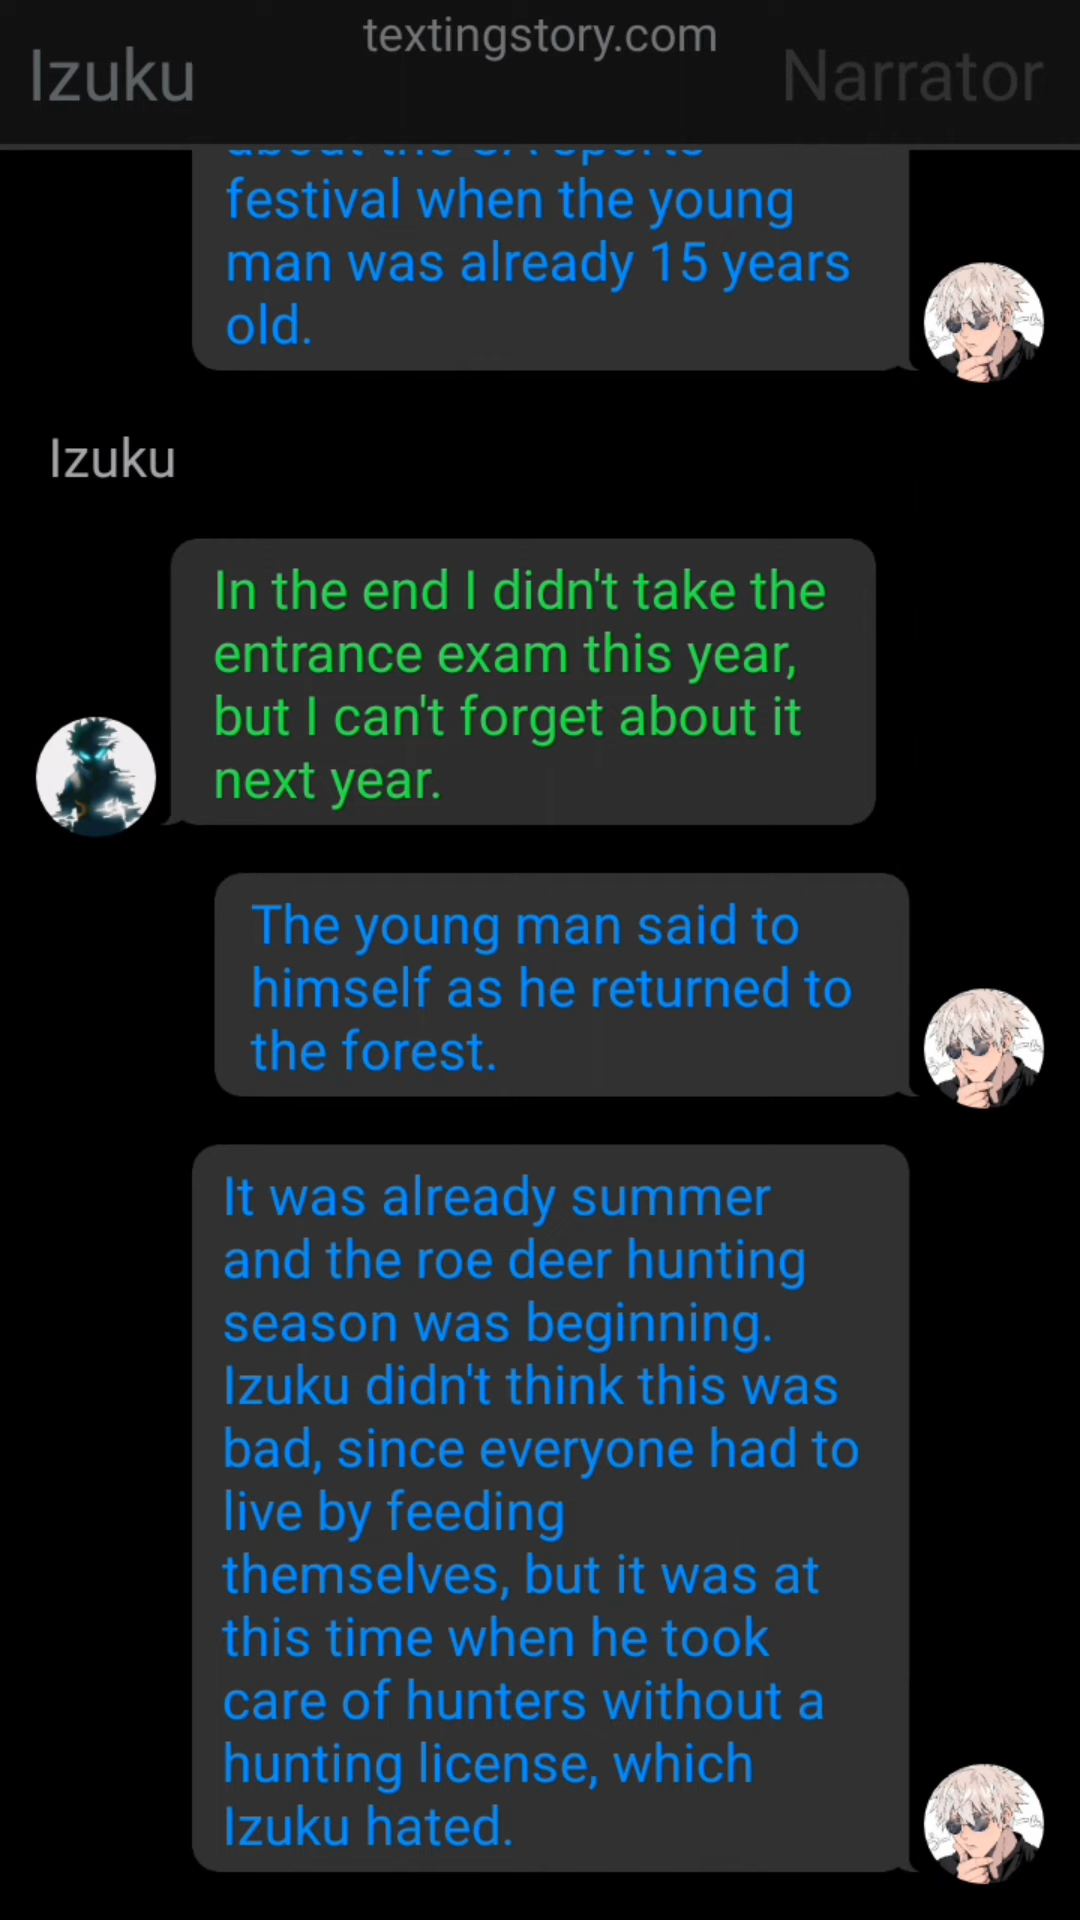 textingstory.com
Izuku
Narrator
festival when the young
man was already 15 years
old.
Izuku
In the end I didn't take the
entrance exam this year,
but I can't forget about it
next year.
The young man said to
himself as he returned to
the forest.
It was already summer
and the roe deer hunting
season was beginning.
Izuku didn't think this was
bad, since everyone had to
live by feeding
themselves, but it was at
this time when he took
care of hunters without a
hunting license, which
Izuku hated.